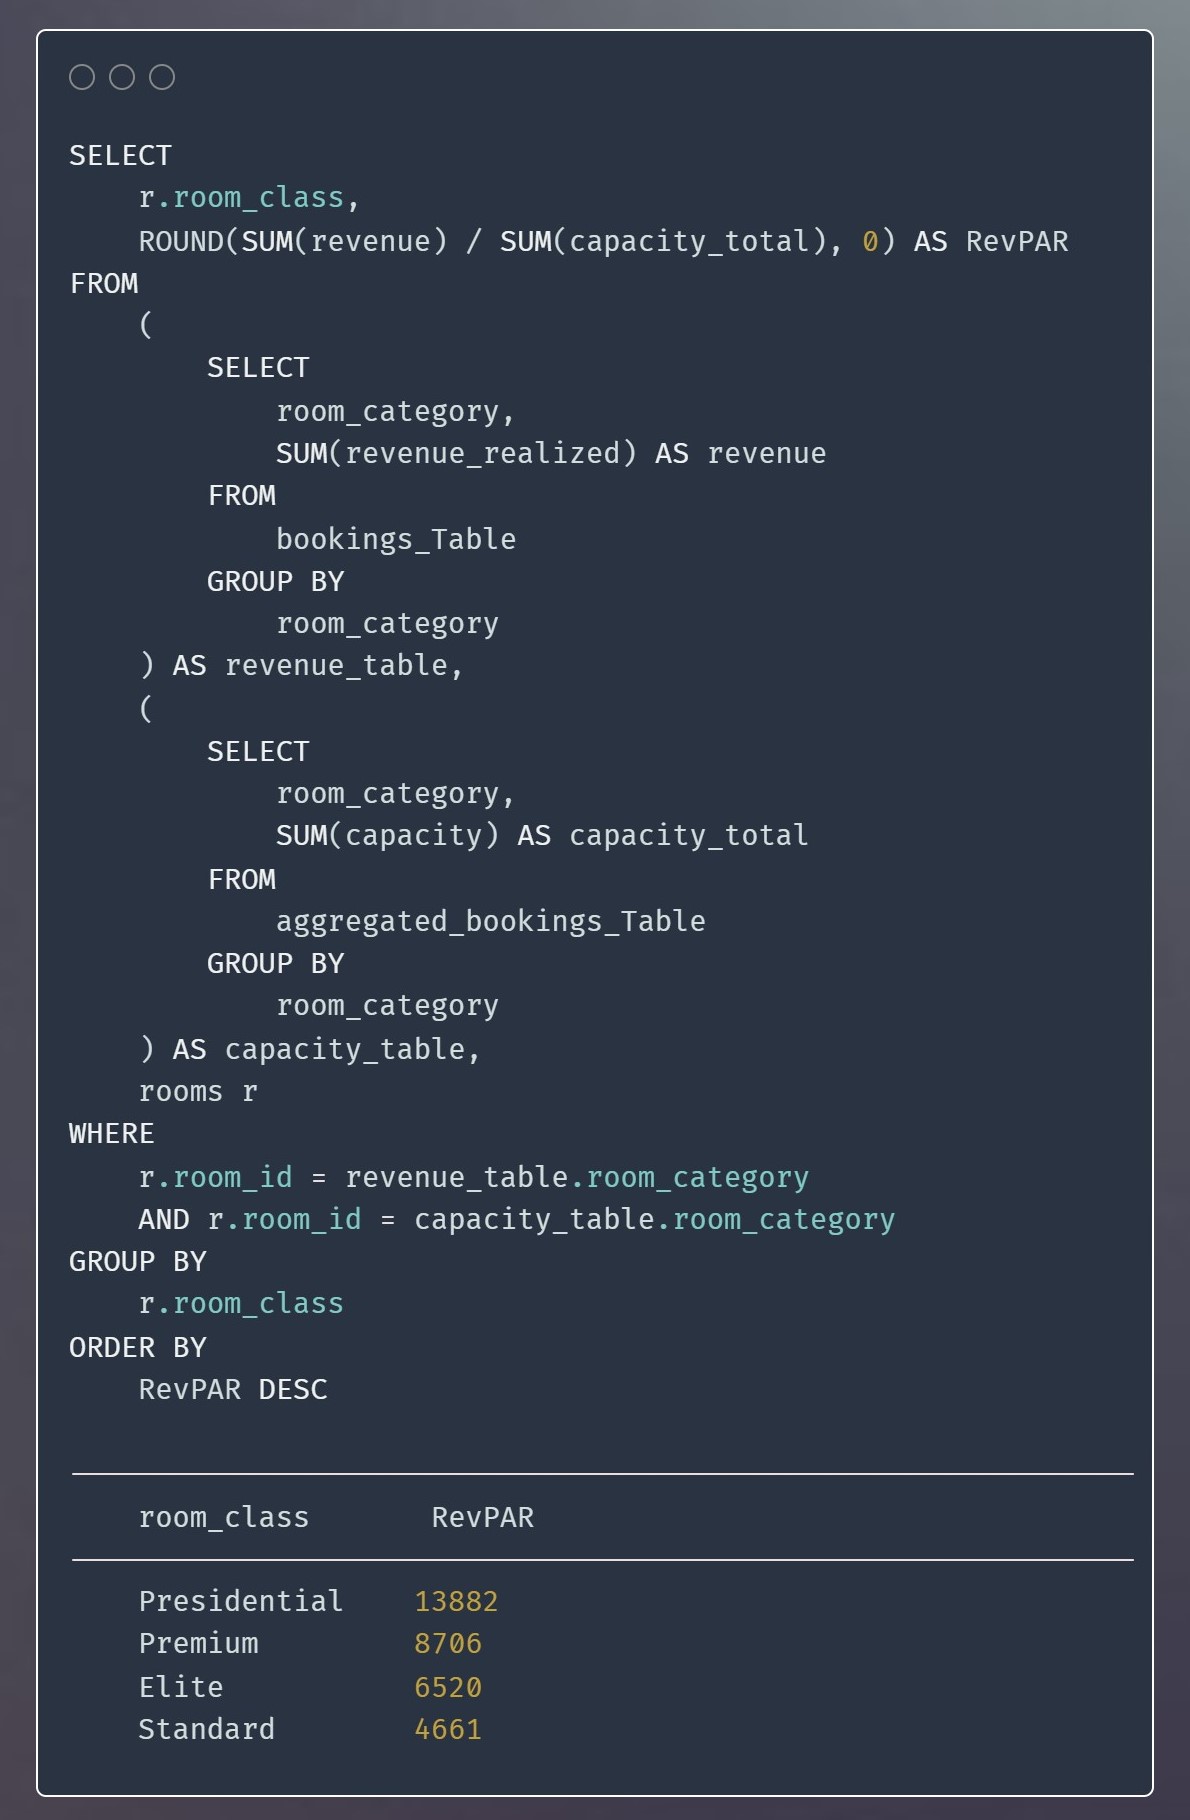 SELECT
    r.room_class,
    ROUND(SUM(revenue) / SUM(capacity_total), 0) AS RevPAR
FROM
    (
        SELECT
            room_category,
            SUM(revenue_realized) AS revenue
        FROM
            bookings_Table
        GROUP BY
            room_category
    ) AS revenue_table,
    (
        SELECT
            room_category,
            SUM(capacity) AS capacity_total
        FROM
            aggregated_bookings_Table
        GROUP BY
            room_category
    ) AS capacity_table,
    rooms r
WHERE
    r.room_id = revenue_table.room_category
    AND r.room_id = capacity_table.room_category
GROUP BY
    r.room_class
ORDER BY
    RevPAR DESC
    room_class       RevPAR
    Presidential    13882
    Premium         8706
    Elite           6520
    Standard        4661